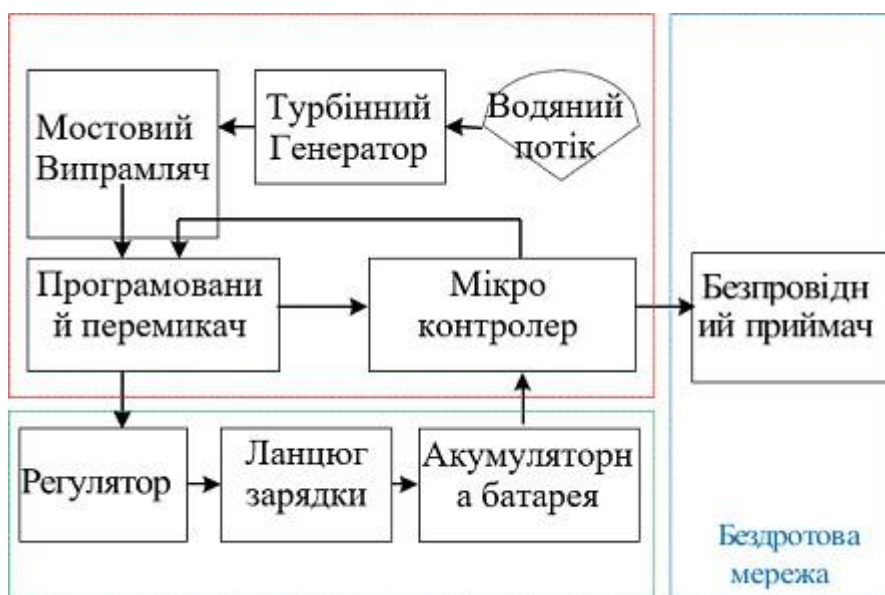 Мостовий
Випрамляч
Турбінний
Генератор
Водяний
потік
Програмовани
й перемикач
Мікро
контролер
Безпровідн
ий приймач
Регулятор
Ланцюг
зарядки
Акумуляторн
а батарея
Бездротова
мережа